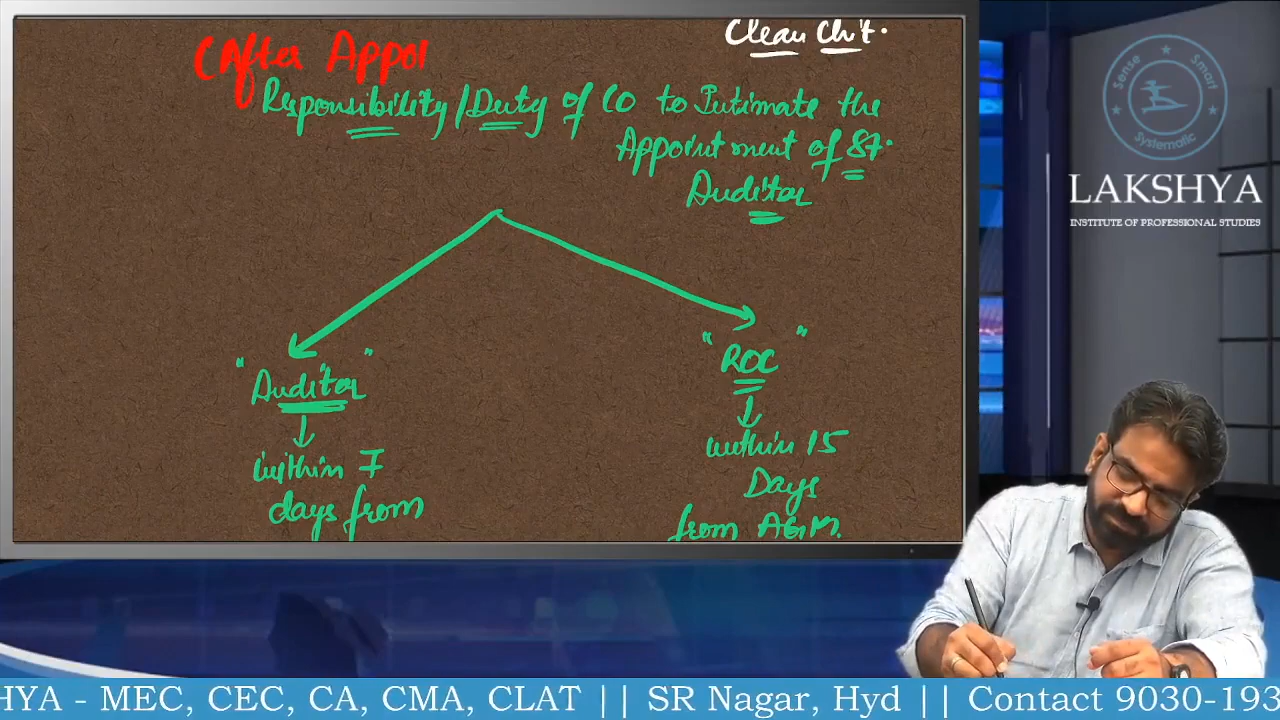 Clean Chit.
(After Appoi
Responsibility/Duty of CO to Intimate the
Appointment of St.
Auditor
"Auditor"
within 7
days from
"ROC"
within 15
Days
from AGM.
Sense
Smart
Systematic
LAKSHYA
INSTITUTE OF PROFESSIONAL STUDIES
HYA - MEC, CEC, CA, CMA, CLAT || SR Nagar, Hyd || Contact 9030-193